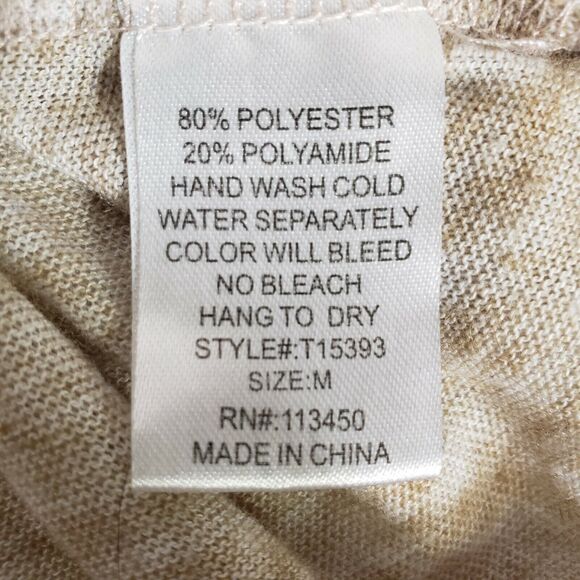 80% POLYESTER
20% POLYAMIDE
HAND WASH COLD
WATER SEPARATELY
COLOR WILL BLEED
NO BLEACH
HANG TO DRY
STYLE#:T15393
SIZE:M
RN#:113450
MADE IN CHINA